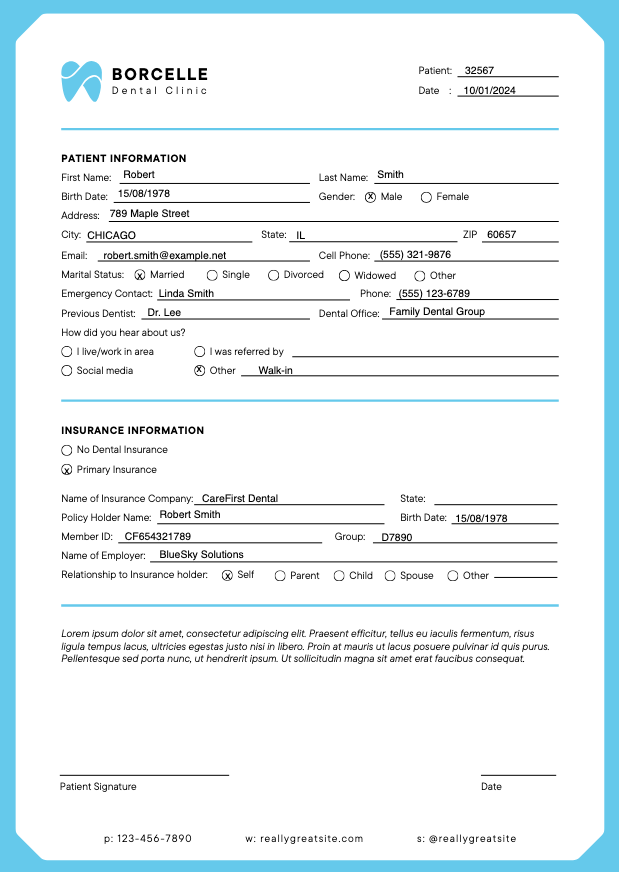 BORCELLE
Dental Clinic
Patient: 32567
Date : 10/01/2024
PATIENT INFORMATION
First Name: Robert Last Name: Smith
Birth Date: 15/08/1978 Gender: X Male Female
Address: 789 Maple Street
City: CHICAGO State: IL ZIP 60657
Email: robert.smith@example.net Cell Phone: (555) 321-9876
Marital Status: X Married Single Divorced Widowed Other
Emergency Contact: Linda Smith Phone: (555) 123-6789
Previous Dentist: Dr. Lee Dental Office: Family Dental Group
How did you hear about us?
I live/work in area I was referred by
Social media X Other Walk-in
INSURANCE INFORMATION
No Dental Insurance
X Primary Insurance
Name of Insurance Company: CareFirst Dental State:
Policy Holder Name: Robert Smith Birth Date: 15/08/1978
Member ID: CF654321789 Group: D7890
Name of Employer: BlueSky Solutions
Relationship to Insurance holder: X Self Parent Child Spouse Other
Lorem ipsum dolor sit amet, consectetur adipiscing elit. Praesent efficitur, tellus eu iaculis fermentum, risus
ligula tempus lacus, ultricies egestas justo nisi in libero. Proin at mauris ut lacus posuere pulvinar id quis purus.
Pellentesque sed porta nunc, ut hendrerit ipsum. Ut sollicitudin magna sit amet erat faucibus consequat.
Patient Signature Date
p: 123-456-7890 w: reallygreatsite.com s: @reallygreatsite